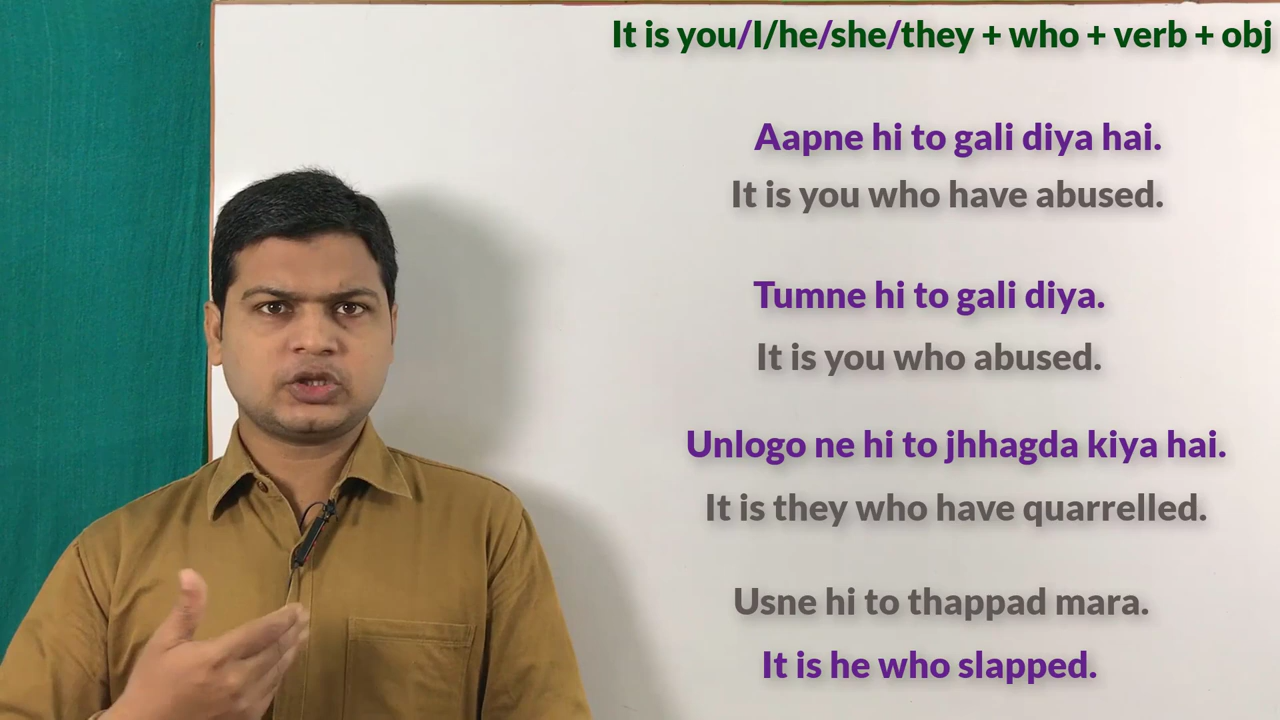 It is you/I/he/she/they + who + verb + obj
Aapne hi to gali diya hai.
It is you who have abused.
Tumne hi to gali diya.
It is you who abused.
Unlogo ne hi to jhhagda kiya hai.
It is they who have quarrelled.
Usne hi to thappad mara.
It is he who slapped.